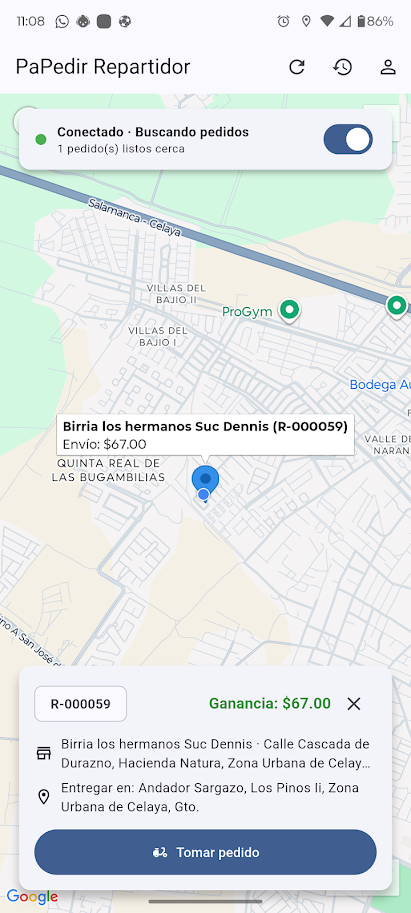 11:08
86%
PaPedir Repartidor
Conectado · Buscando pedidos
1 pedido(s) listos cerca
Salamanca - Celaya
VILLAS DEL
BAJIO II
ProGym
VILLAS DEL
BAJIO I
Bodega Au
Birria los hermanos Suc Dennis (R-000059)
Envío: $67.00
VALLE DE
NARAN
QUINTA REAL DE
LAS BUGAMBILIAS
no A San José d
R-000059
Ganancia: $67.00
Birria los hermanos Suc Dennis · Calle Cascada de
Durazno, Hacienda Natura, Zona Urbana de Celay…
Entregar en: Andador Sargazo, Los Pinos Ii, Zona
Urbana de Celaya, Gto.
Tomar pedido
Google